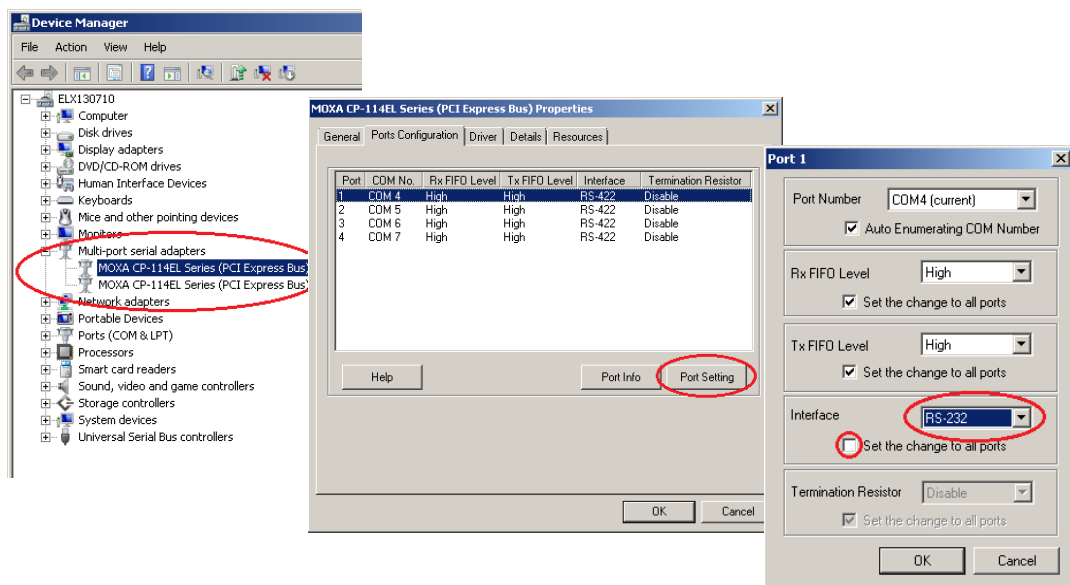 Device Manager
File Action View Help
ELX130710
Computer
Disk drives
Display adapters
DVD/CD-ROM drives
Human Interface Devices
Keyboards
Mice and other pointing devices
Monitors
Multi-port serial adapters
MOXA CP-114EL Series (PCI Express Bus)
MOXA CP-114EL Series (PCI Express Bus)
Network adapters
Portable Devices
Ports (COM & LPT)
Processors
Smart card readers
Sound, video and game controllers
Storage controllers
System devices
Universal Serial Bus controllers
MOXA CP-114EL Series (PCI Express Bus) Properties
General Ports Configuration Driver Details Resources
Port COM No. Rx FIFO Level Tx FIFO Level Interface Termination Resistor
1 COM 4 High High RS-422 Disable
2 COM 5 High High RS-422 Disable
3 COM 6 High High RS-422 Disable
4 COM 7 High High RS-422 Disable
Help Port Info Port Setting
OK Cancel
Port 1
Port Number COM4 (current)
Auto Enumerating COM Number
Rx FIFO Level High
Set the change to all ports
Tx FIFO Level High
Set the change to all ports
Interface RS-232
Set the change to all ports
Termination Resistor Disable
Set the change to all ports
OK Cancel